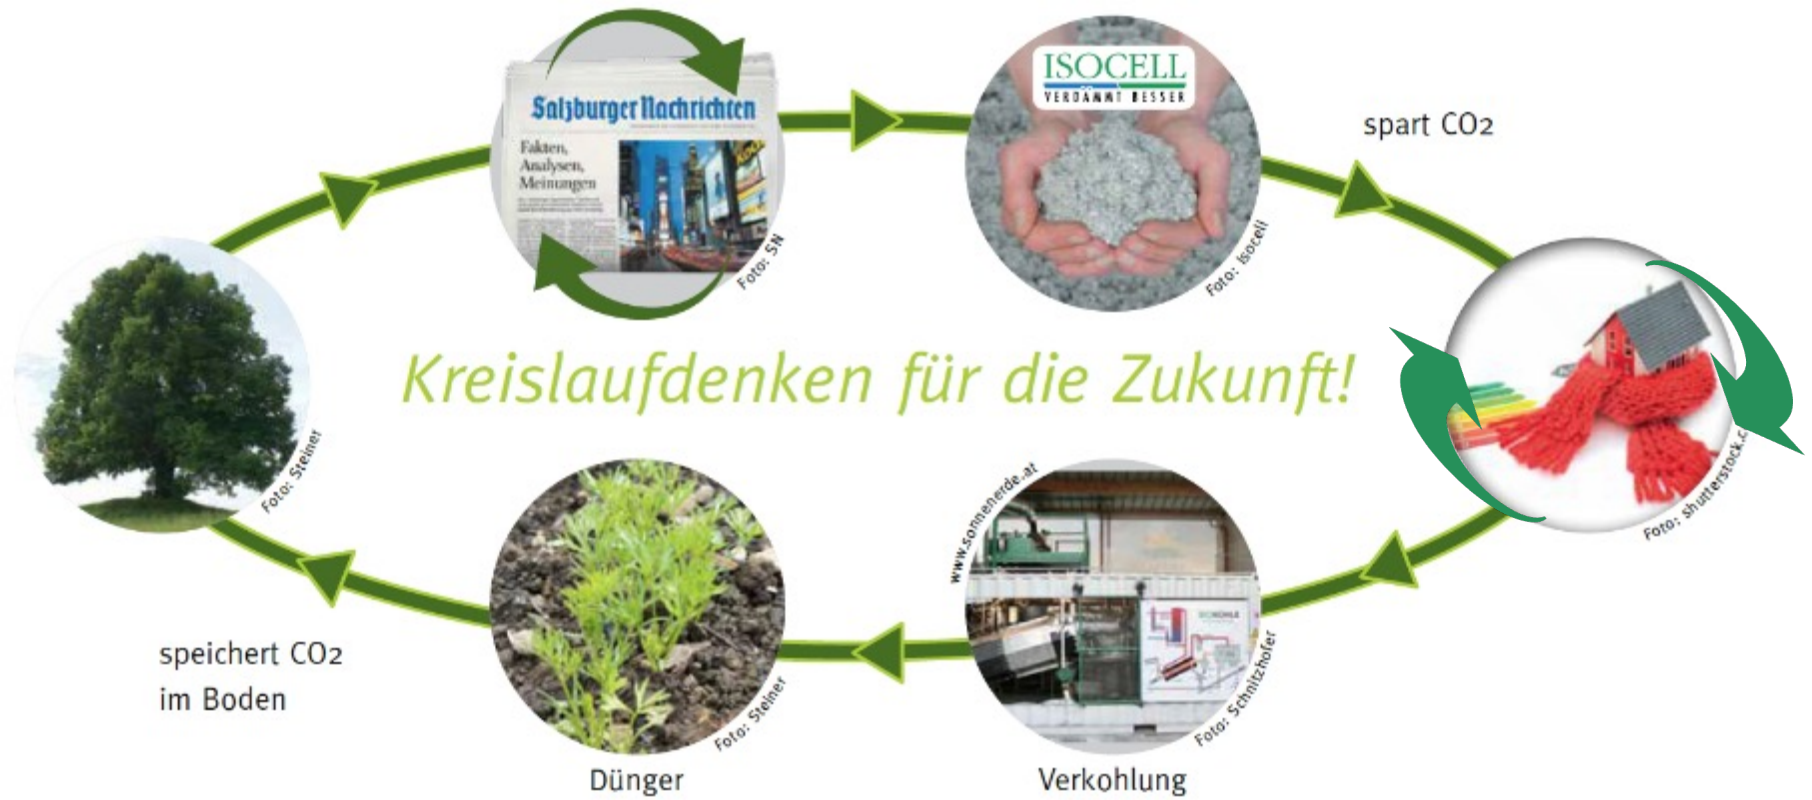 Salzburger Nachrichten
Fakten,
Analysen,
Meinungen
Foto: SN
ISOCELL
VERDÄMMT BESSER
Foto: Isocell
spart CO2
Foto: Steiner
Kreislaufdenken für die Zukunft!
Foto: shutterstock.c
www.sonnenerde.at
Foto: Schnitzhofer
Foto: Steiner
speichert CO2
im Boden
Dünger
Verkohlung